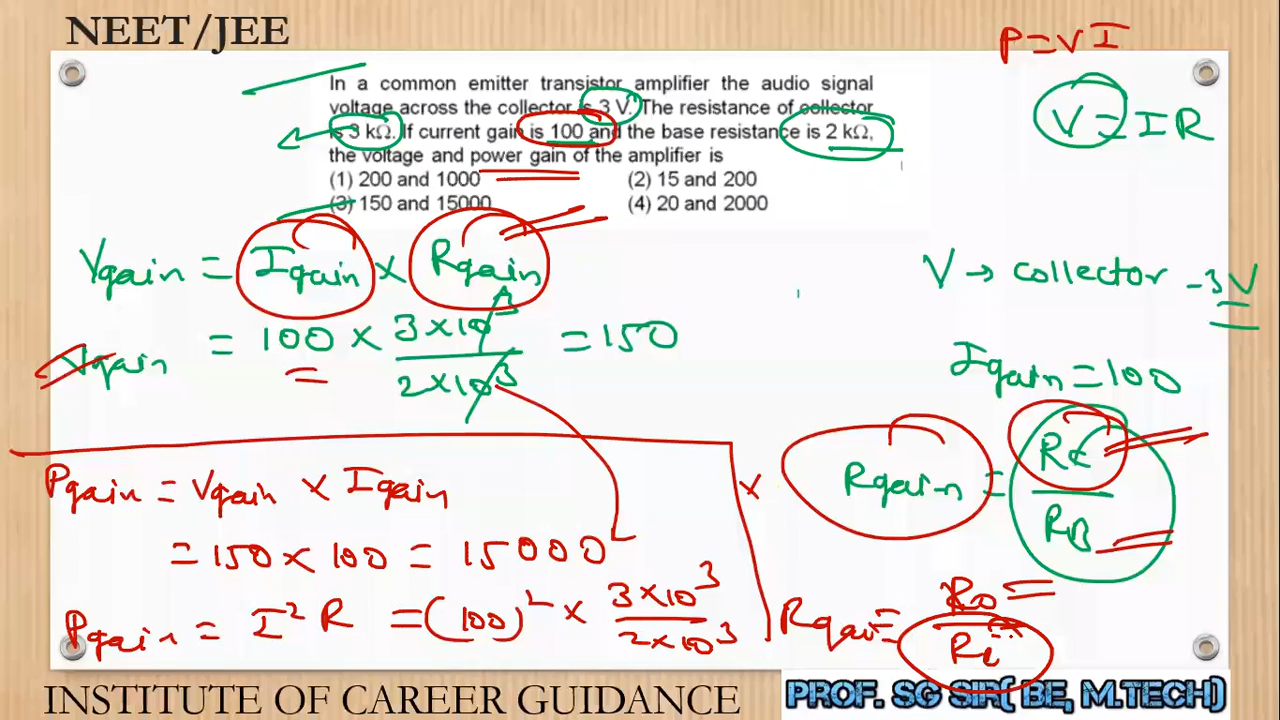 NEET/JEE
P=VI
In a common emitter transistor amplifier the audio signal
voltage across the collector is 3 V. The resistance of collector
is 3 kΩ. If current gain is 100 and the base resistance is 2 kΩ,
the voltage and power gain of the amplifier is
(1) 200 and 1000 (2) 15 and 200
(3) 150 and 15000 (4) 20 and 2000
V=IR
Vgain = Igain × Rgain
= 100 × 3×10³ / 2×10³ = 150
Vgain
V → collector -3V
Igain = 100
Rgain = RC / RB
Rgain = Ro / Ri
Pgain = Vgain × Igain
= 150 × 100 = 15000
Pgain = I² R = (100)² × 3×10³ / 2×10³
×
INSTITUTE OF CAREER GUIDANCE
PROF. SG SIR( BE, M.TECH)